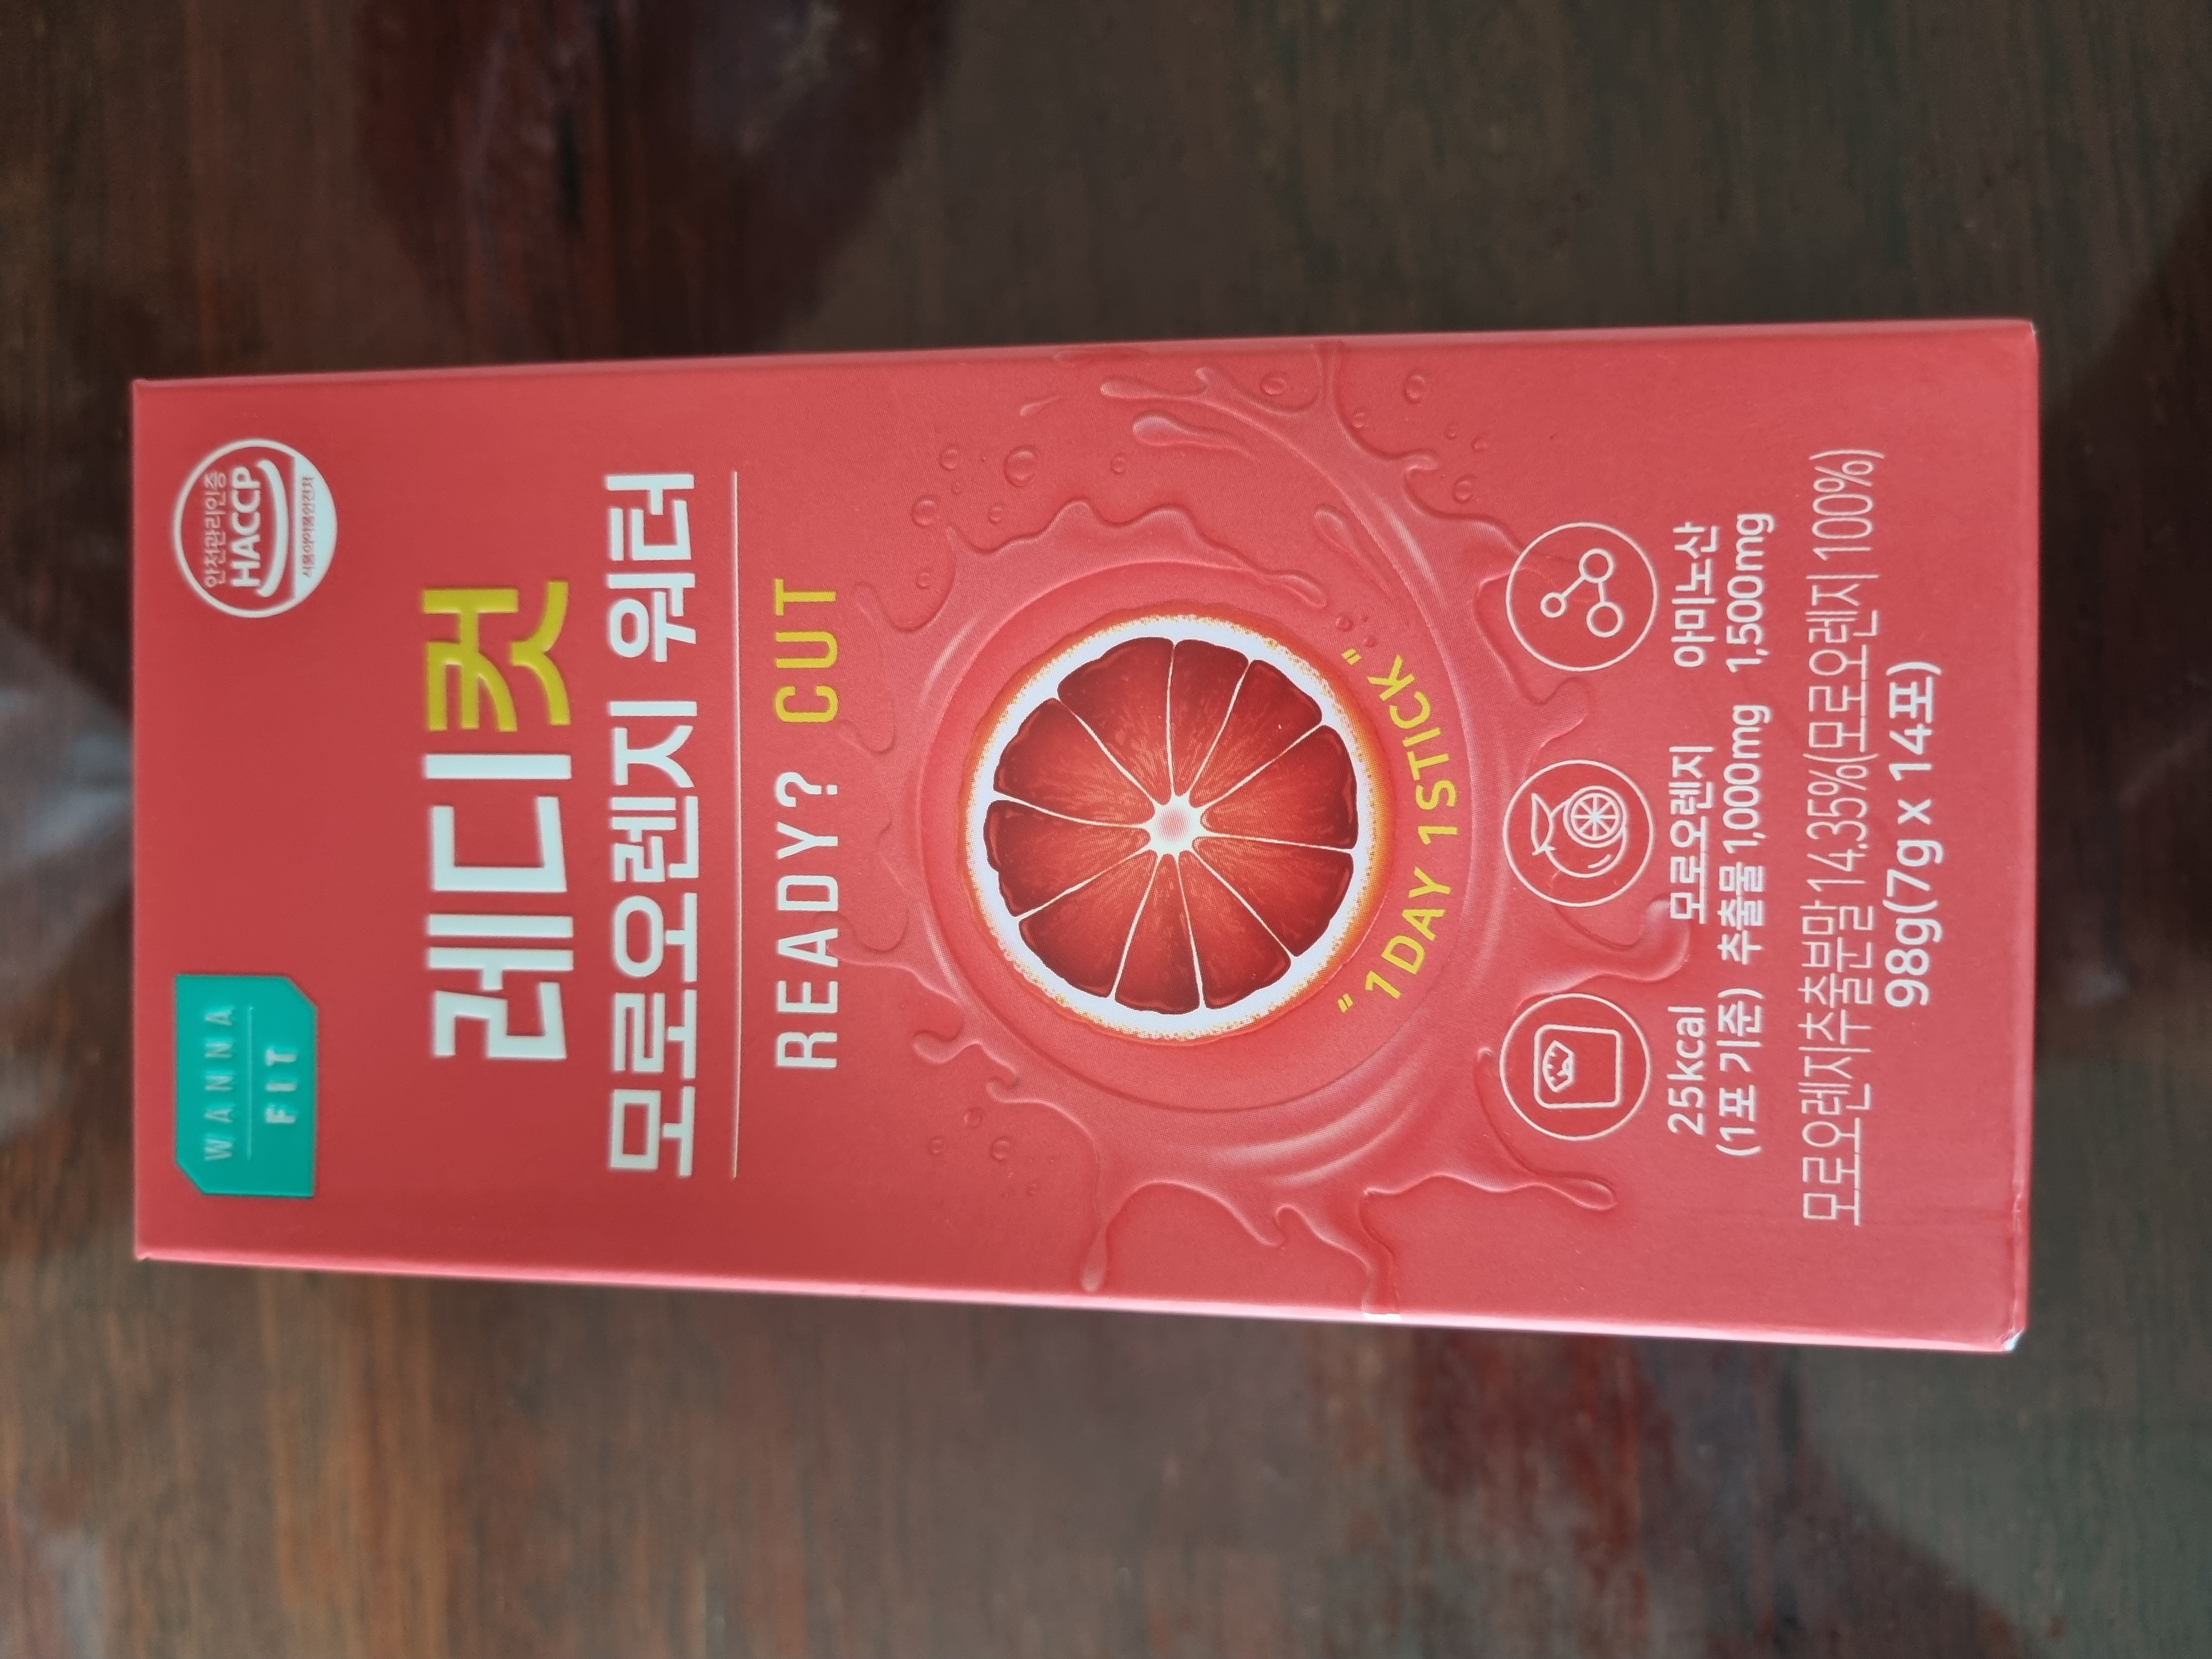 WANNA
FIT
안전관리인증
HACCP
식품의약품안전처
레디컷
모로오렌지 워터
READY? CUT
"1DAY 1STICK"
25kcal
(1포 기준)
모로오렌지
추출물 1,000mg
아미노산
1,500mg
모로오렌지추출분말 14.35%(모로오렌지 100%)
98g(7g x 14포)